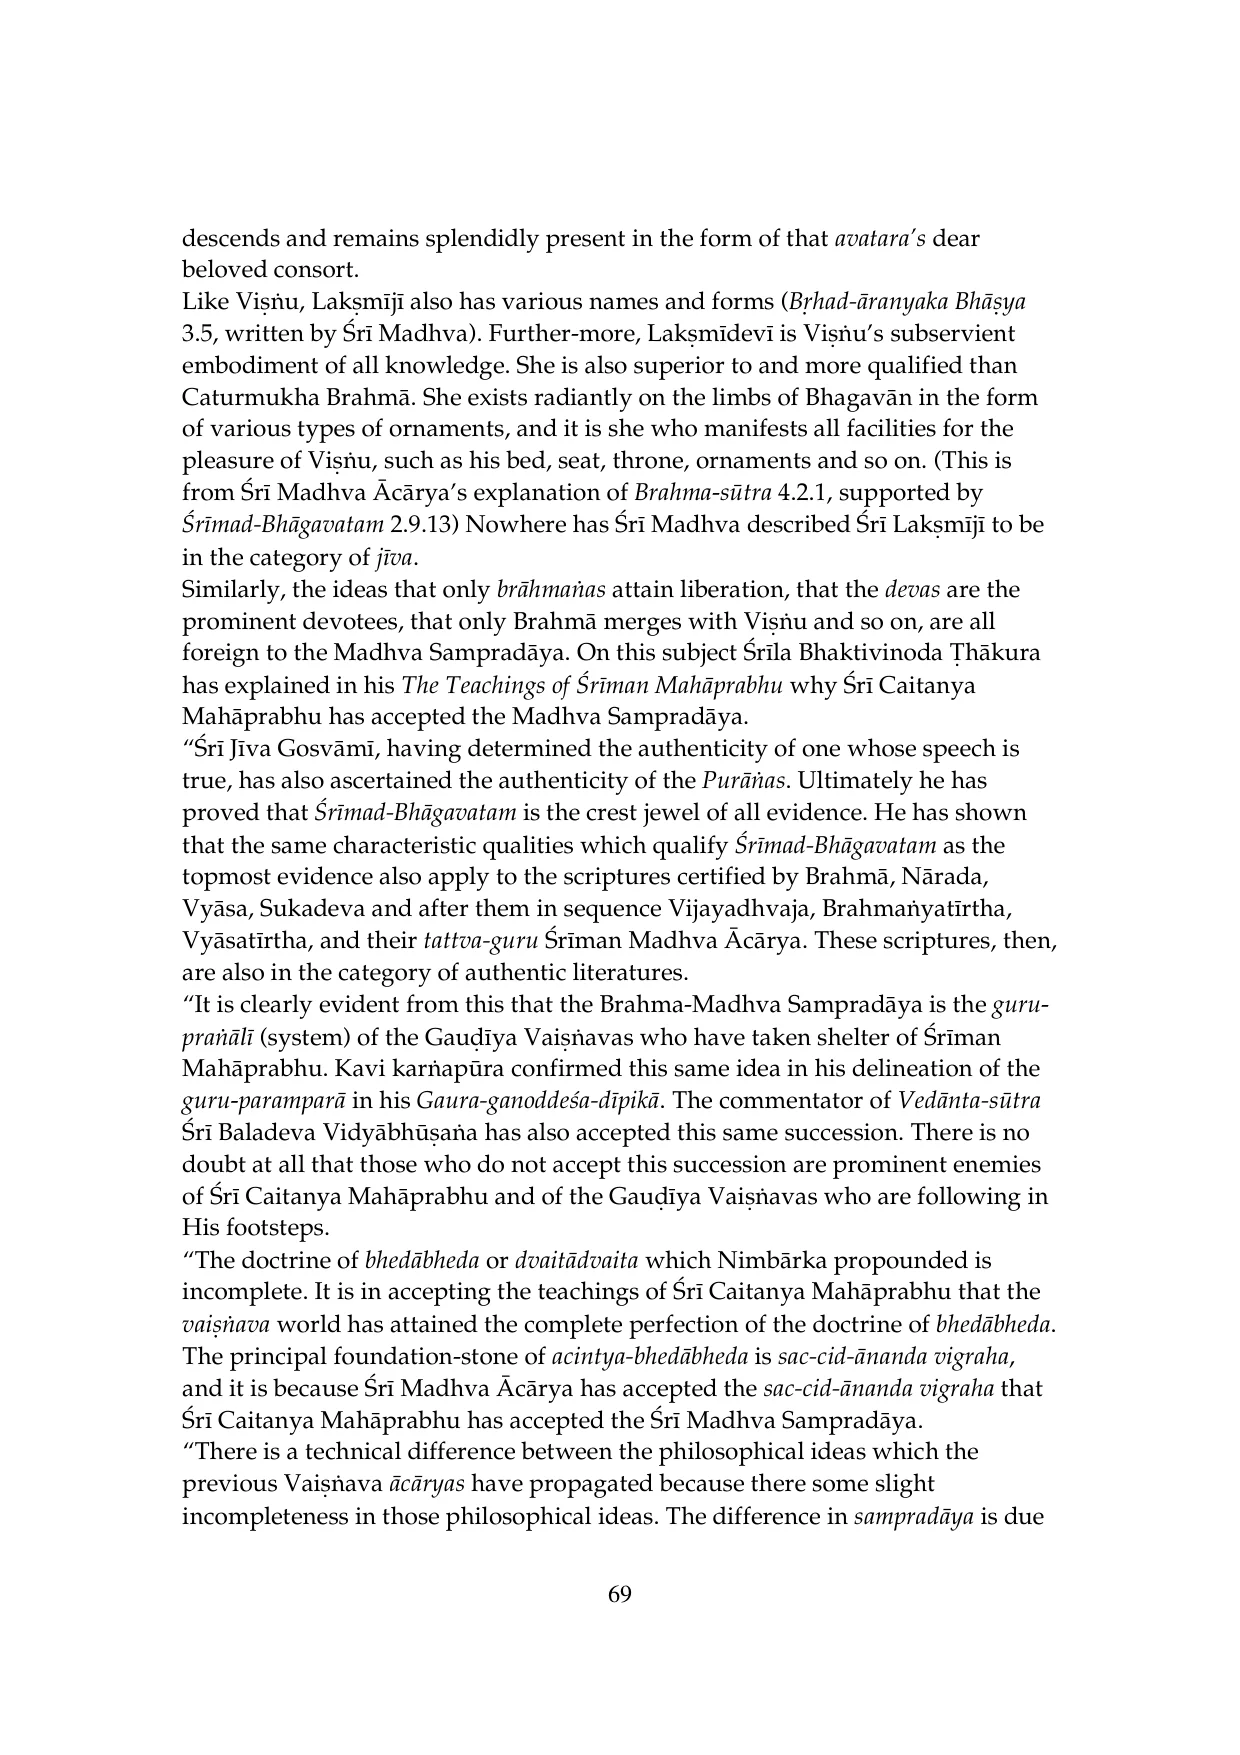 descends and remains splendidly present in the form of that avatara’s dear
beloved consort.
Like Viṣṅu, Lakṣmījī also has various names and forms (Bṛhad-āranyaka Bhāṣya
3.5, written by Śrī Madhva). Further-more, Lakṣmīdevī is Viṣṅu’s subservient
embodiment of all knowledge. She is also superior to and more qualified than
Caturmukha Brahmā. She exists radiantly on the limbs of Bhagavān in the form
of various types of ornaments, and it is she who manifests all facilities for the
pleasure of Viṣṅu, such as his bed, seat, throne, ornaments and so on. (This is
from Śrī Madhva Ācārya’s explanation of Brahma-sūtra 4.2.1, supported by
Śrīmad-Bhāgavatam 2.9.13) Nowhere has Śrī Madhva described Śrī Lakṣmījī to be
in the category of jīva.
Similarly, the ideas that only brāhmaṅas attain liberation, that the devas are the
prominent devotees, that only Brahmā merges with Viṣṅu and so on, are all
foreign to the Madhva Sampradāya. On this subject Śrīla Bhaktivinoda Ṭhākura
has explained in his The Teachings of Śrīman Mahāprabhu why Śrī Caitanya
Mahāprabhu has accepted the Madhva Sampradāya.
“Śrī Jīva Gosvāmī, having determined the authenticity of one whose speech is
true, has also ascertained the authenticity of the Purāṅas. Ultimately he has
proved that Śrīmad-Bhāgavatam is the crest jewel of all evidence. He has shown
that the same characteristic qualities which qualify Śrīmad-Bhāgavatam as the
topmost evidence also apply to the scriptures certified by Brahmā, Nārada,
Vyāsa, Sukadeva and after them in sequence Vijayadhvaja, Brahmaṅyatīrtha,
Vyāsatīrtha, and their tattva-guru Śrīman Madhva Ācārya. These scriptures, then,
are also in the category of authentic literatures.
“It is clearly evident from this that the Brahma-Madhva Sampradāya is the guru-
praṅālī (system) of the Gauḍīya Vaiṣṅavas who have taken shelter of Śrīman
Mahāprabhu. Kavi karṅapūra confirmed this same idea in his delineation of the
guru-paramparā in his Gaura-ganoddeśa-dīpikā. The commentator of Vedānta-sūtra
Śrī Baladeva Vidyābhūṣaṅa has also accepted this same succession. There is no
doubt at all that those who do not accept this succession are prominent enemies
of Śrī Caitanya Mahāprabhu and of the Gauḍīya Vaiṣṅavas who are following in
His footsteps.
“The doctrine of bhedābheda or dvaitādvaita which Nimbārka propounded is
incomplete. It is in accepting the teachings of Śrī Caitanya Mahāprabhu that the
vaiṣṅava world has attained the complete perfection of the doctrine of bhedābheda.
The principal foundation-stone of acintya-bhedābheda is sac-cid-ānanda vigraha,
and it is because Śrī Madhva Ācārya has accepted the sac-cid-ānanda vigraha that
Śrī Caitanya Mahāprabhu has accepted the Śrī Madhva Sampradāya.
“There is a technical difference between the philosophical ideas which the
previous Vaiṣṅava ācāryas have propagated because there some slight
incompleteness in those philosophical ideas. The difference in sampradāya is due
69